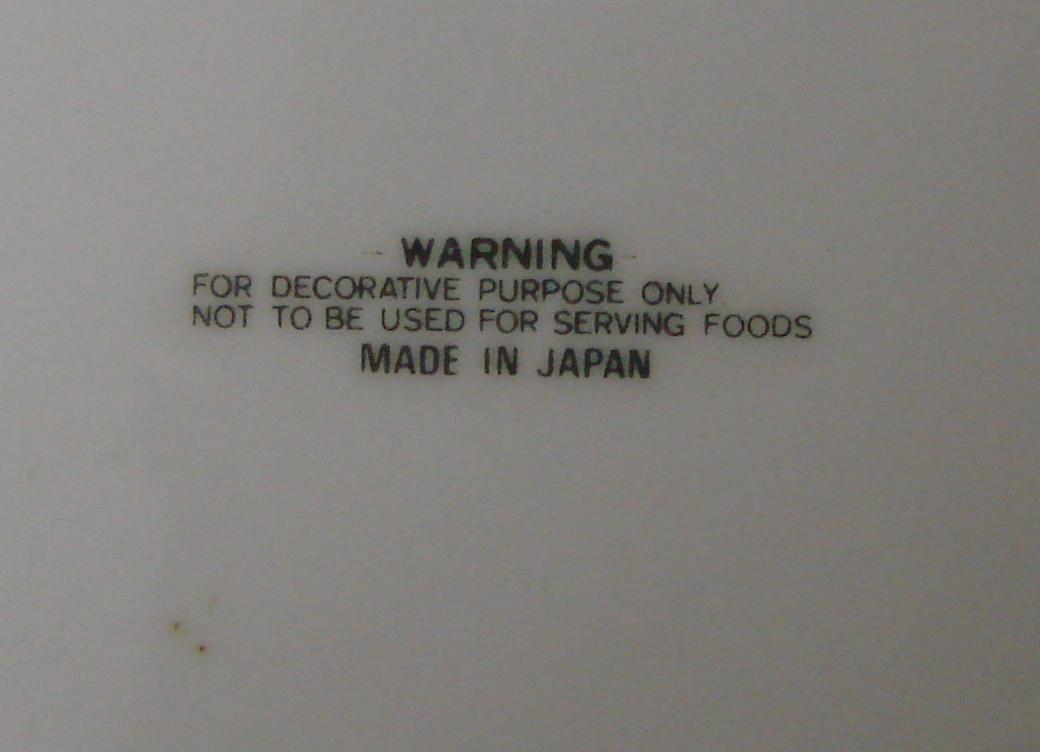 WARNING
FOR DECORATIVE PURPOSE ONLY
NOT TO BE USED FOR SERVING FOODS
MADE IN JAPAN